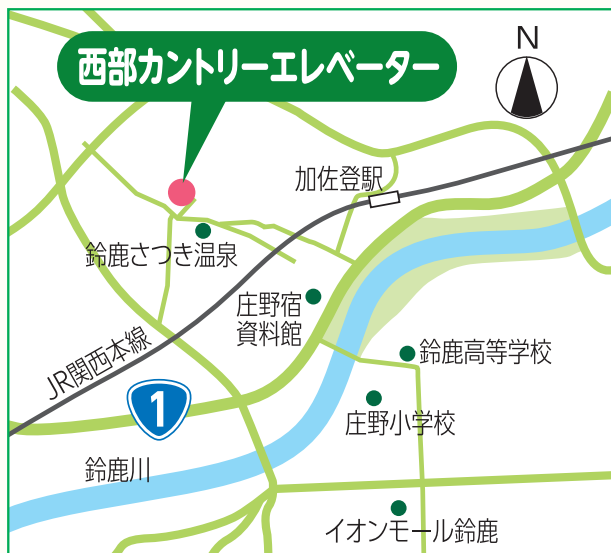 西部カントリーエレベーター
N
加佐登駅
鈴鹿さつき温泉
庄野宿
資料館
JR関西本線
鈴鹿高等学校
1
庄野小学校
鈴鹿川
イオンモール鈴鹿